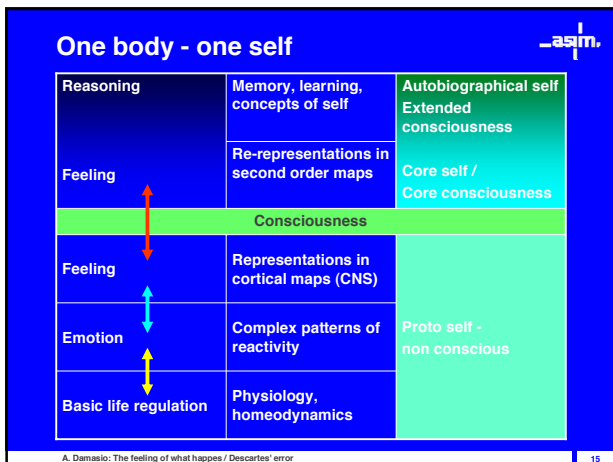 One body - one self
asim.
Reasoning
Memory, learning,
concepts of self
Autobiographical self
Extended
consciousness
Feeling
Re-representations in
second order maps
Core self /
Core consciousness
Consciousness
Feeling
Representations in
cortical maps (CNS)
Emotion
Complex patterns of
reactivity
Proto self -
non conscious
Basic life regulation
Physiology,
homeodynamics
A. Damasio: The feeling of what happes / Descartes' error
15